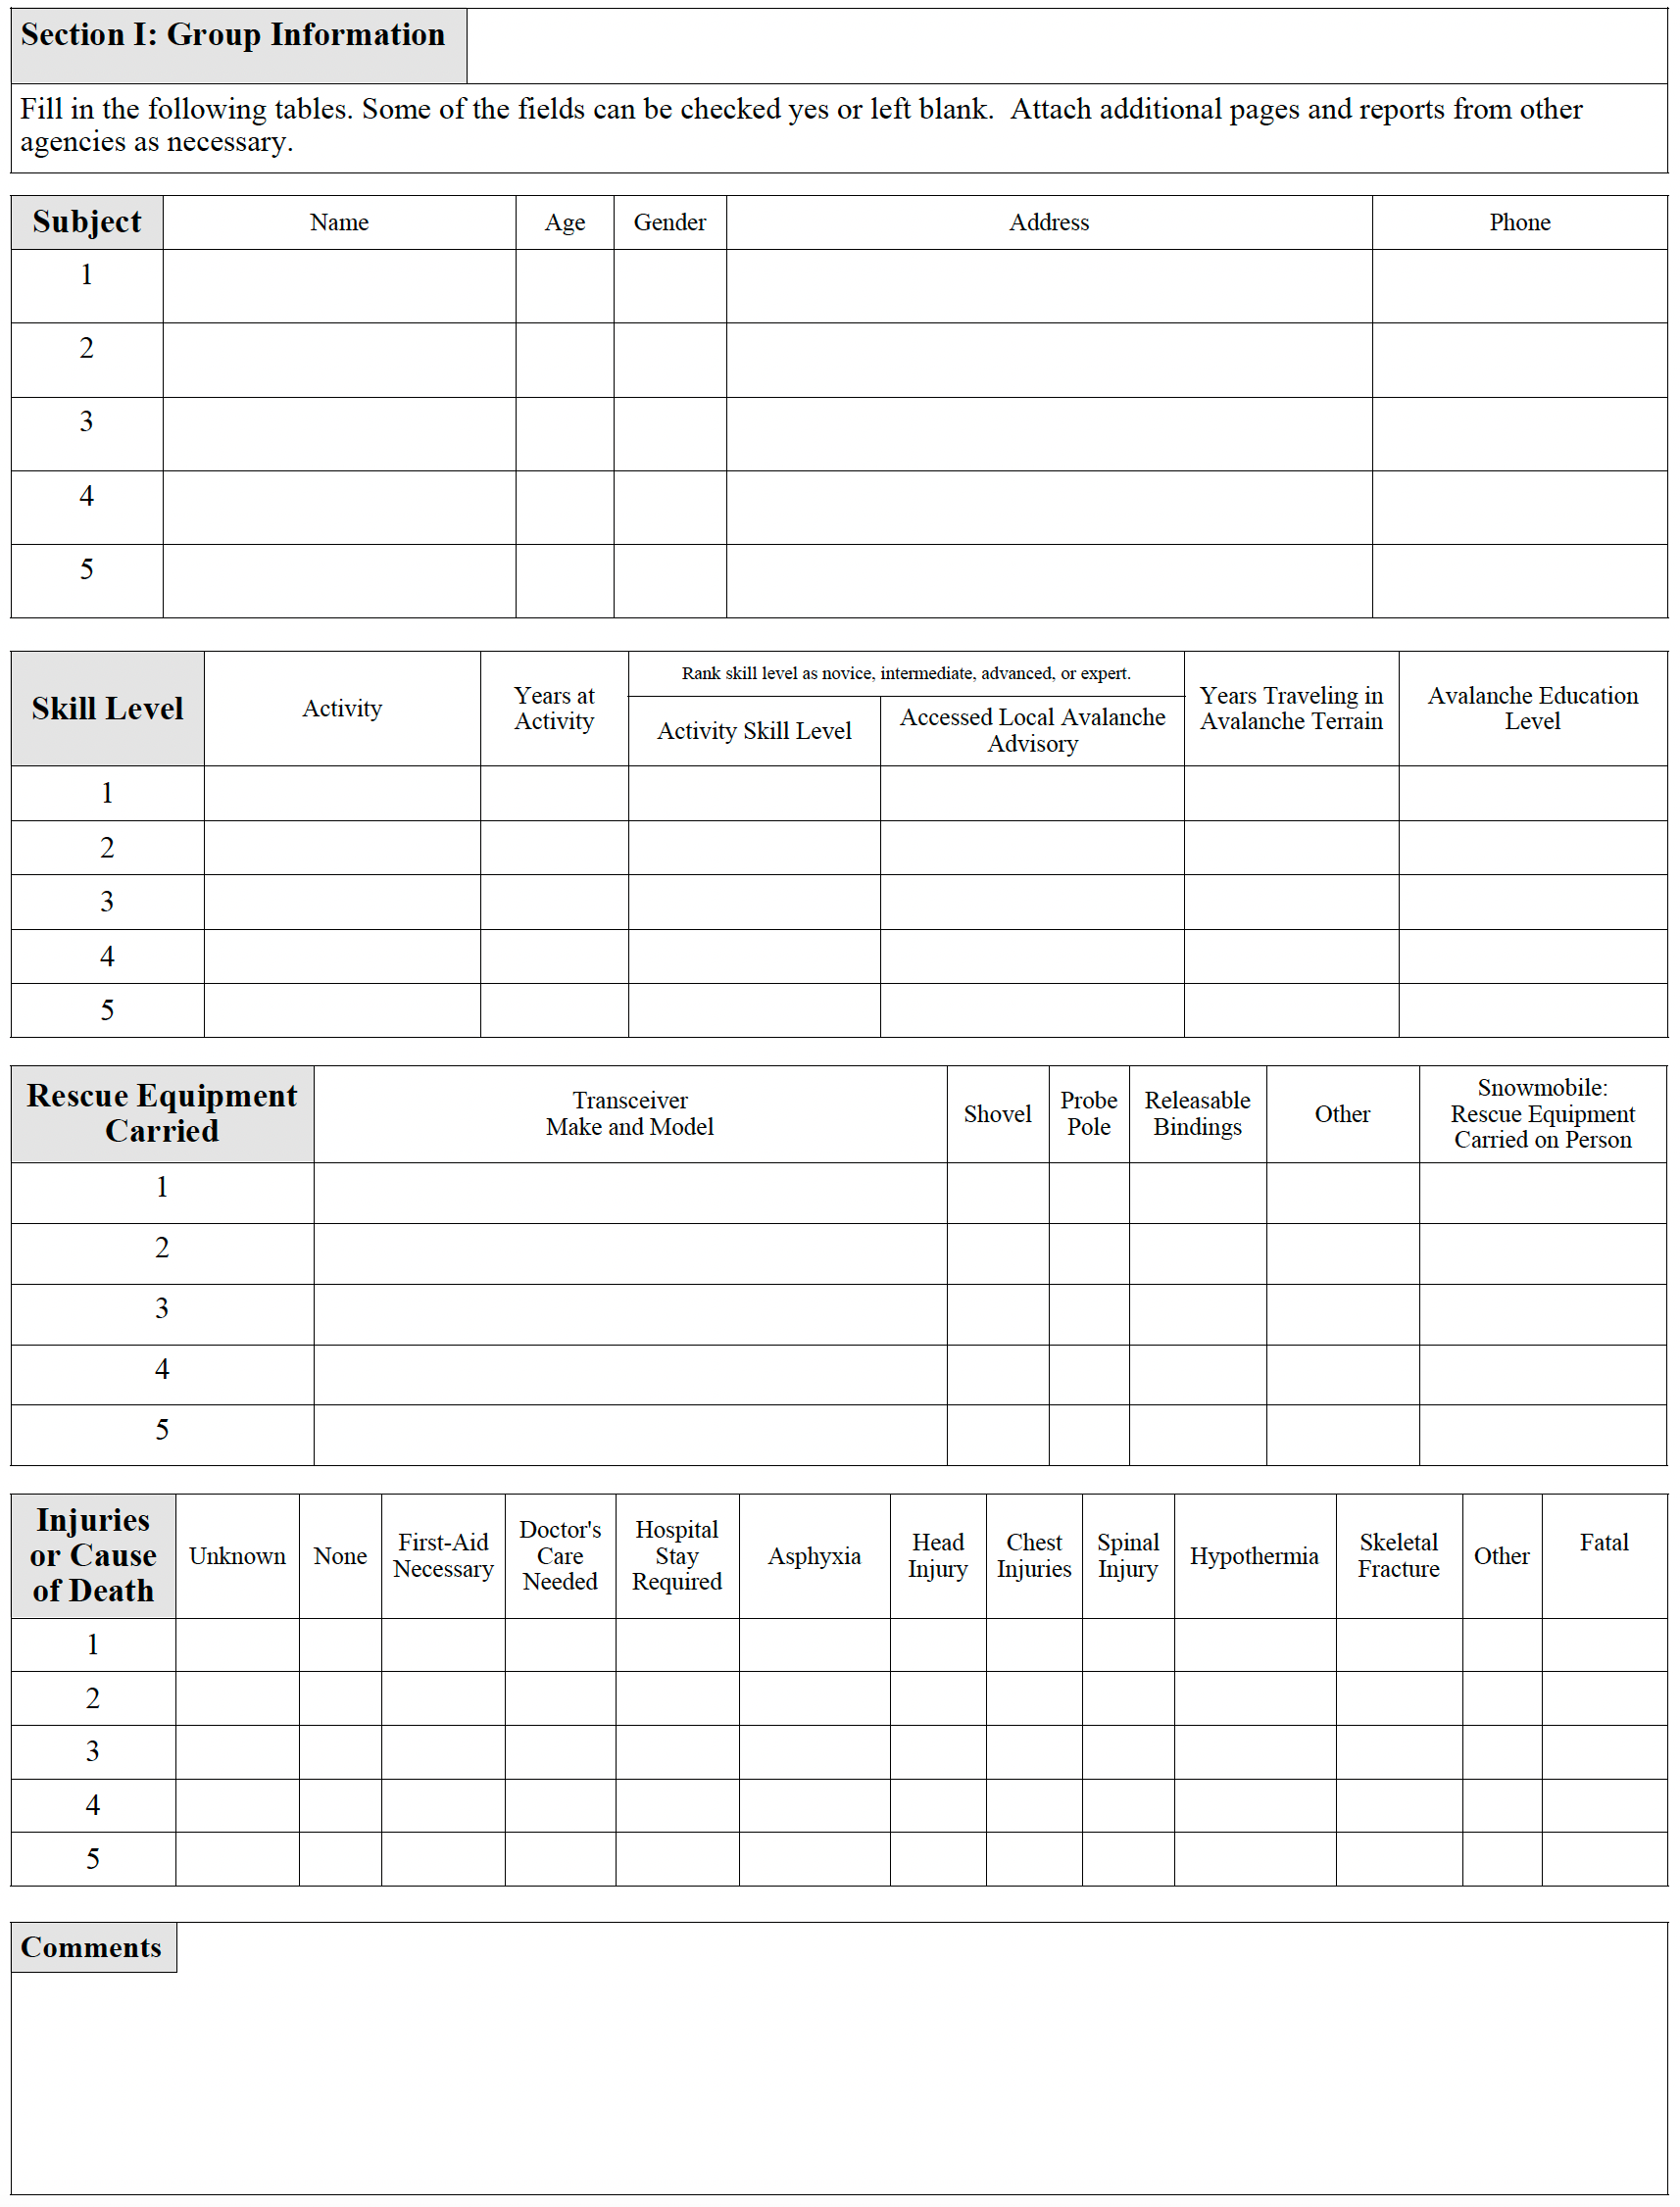 Section I: Group Information
Fill in the following tables. Some of the fields can be checked yes or left blank.  Attach additional pages and reports from other
agencies as necessary.
Subject Name Age Gender Address Phone
1
2
3
4
5
Skill Level Activity Years at Activity Rank skill level as novice, intermediate, advanced, or expert. Activity Skill Level Accessed Local Avalanche Advisory Years Traveling in Avalanche Terrain Avalanche Education Level
1
2
3
4
5
Rescue Equipment Carried Transceiver Make and Model Shovel Probe Pole Releasable Bindings Other Snowmobile: Rescue Equipment Carried on Person
1
2
3
4
5
Injuries or Cause of Death Unknown None First-Aid Necessary Doctor's Care Needed Hospital Stay Required Asphyxia Head Injury Chest Injuries Spinal Injury Hypothermia Skeletal Fracture Other Fatal
1
2
3
4
5
Comments